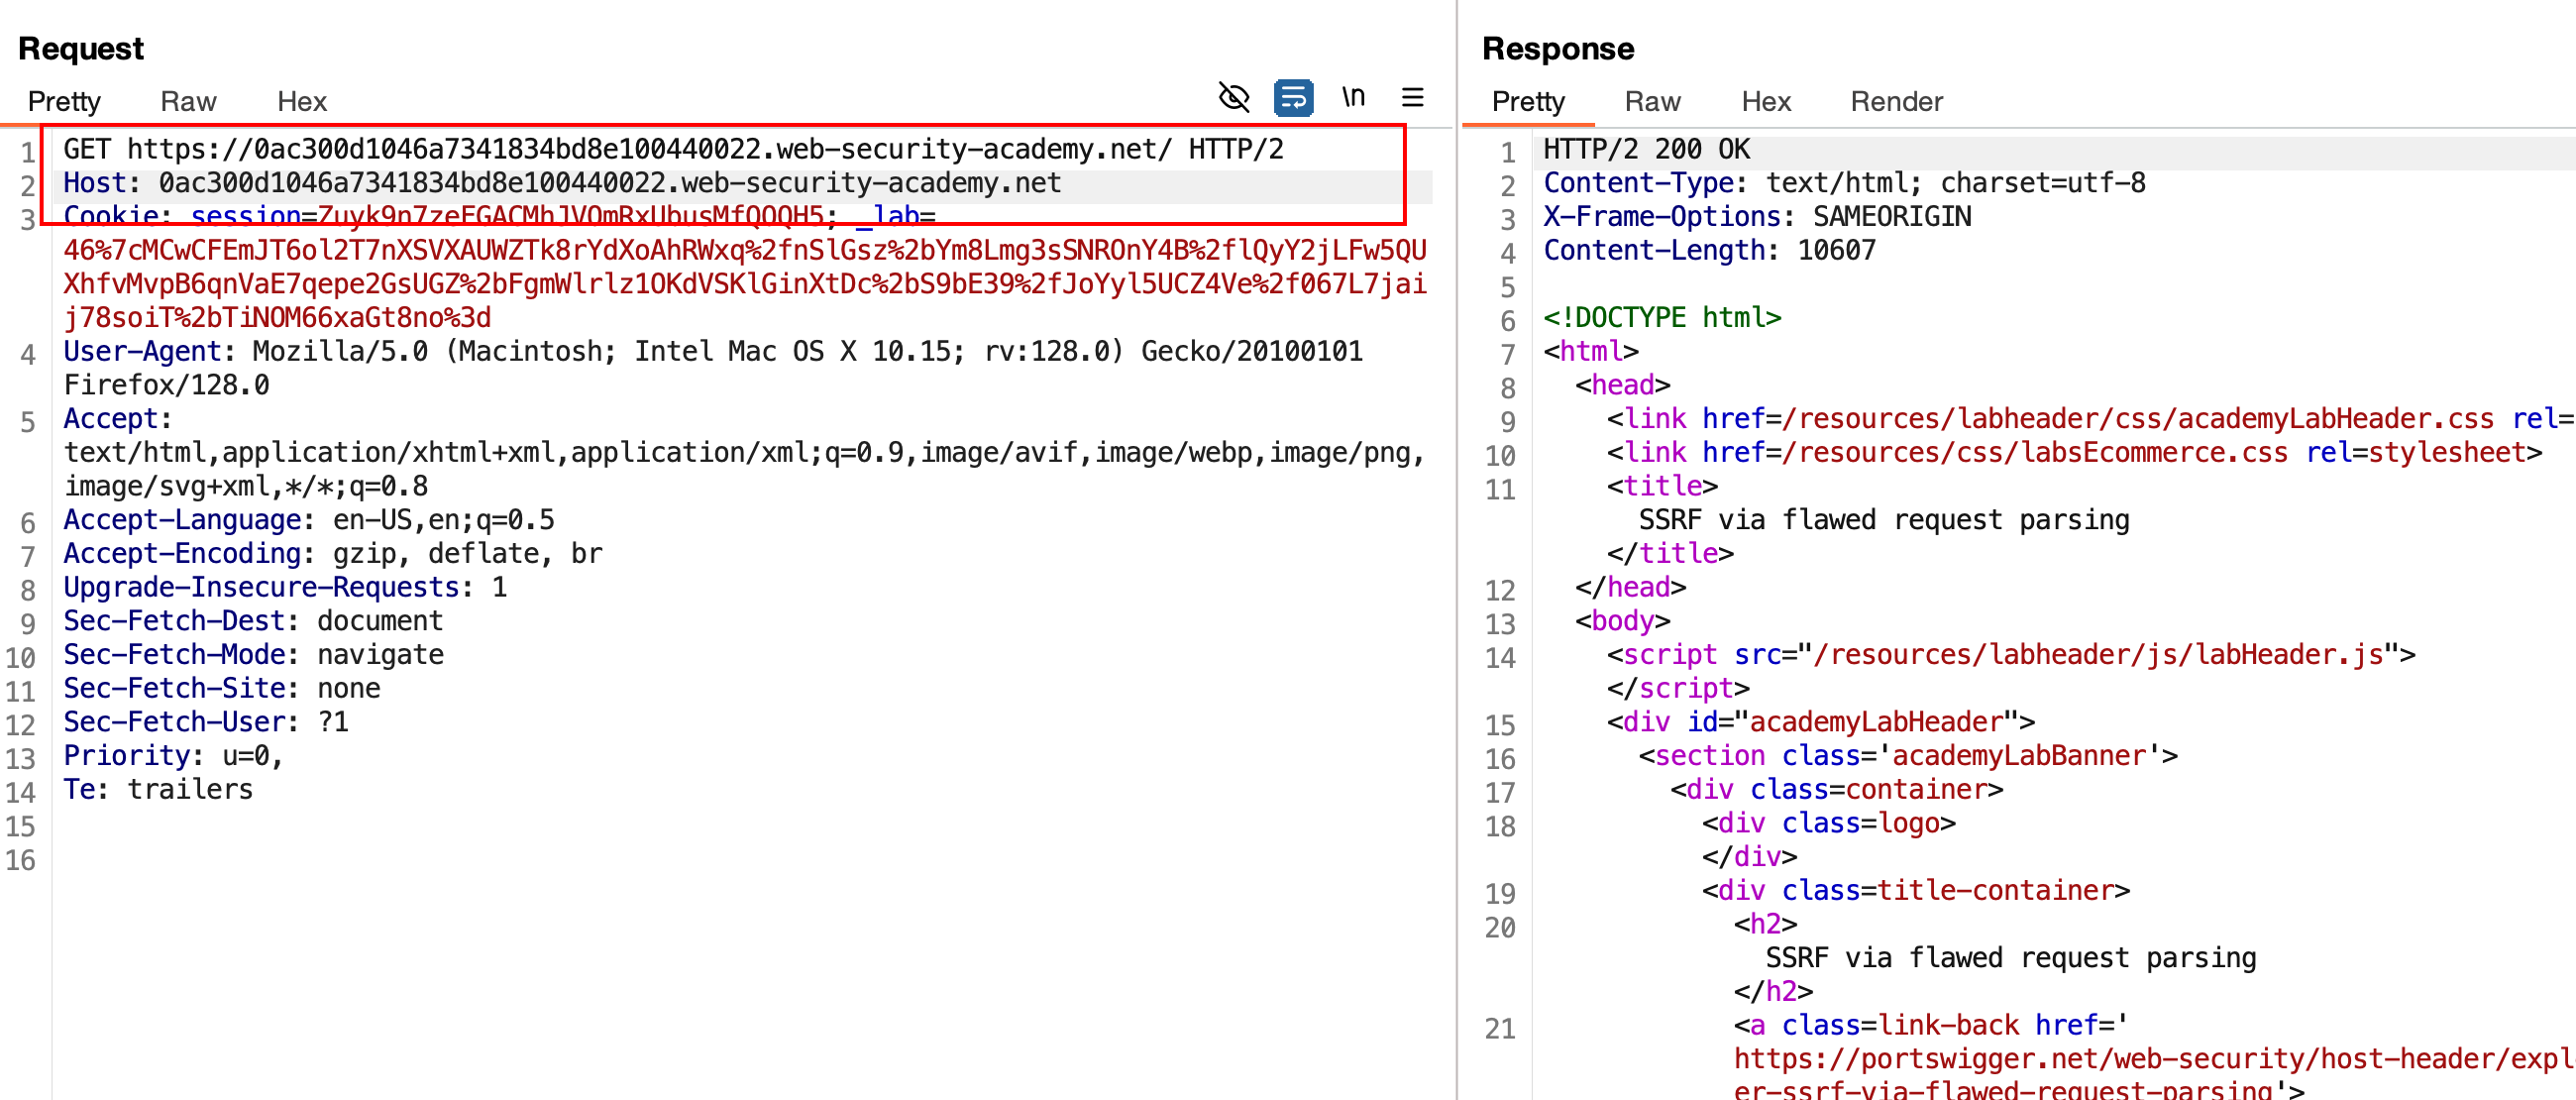 Request
Pretty Raw Hex
\n
1 GET https://0ac300d1046a7341834bd8e100440022.web-security-academy.net/ HTTP/2
2 Host: 0ac300d1046a7341834bd8e100440022.web-security-academy.net
3 Cookie: session=Zuyk9n7zeFGACMhJVOmRxUbusMfQQQH5; _lab=
46%7cMCwCFEmJT6ol2T7nXSVXAUWZTk8rYdXoAhRWxq%2fnSlGsz%2bYm8Lmg3sSNROnY4B%2flQyY2jLFw5QU
XhfvMvpB6qnVaE7qepe2GsUGZ%2bFgmWlrlz1OKdVSKlGinXtDc%2bS9bE39%2fJoYyl5UCZ4Ve%2f067L7jai
j78soiT%2bTiNOM66xaGt8no%3d
4 User-Agent: Mozilla/5.0 (Macintosh; Intel Mac OS X 10.15; rv:128.0) Gecko/20100101
Firefox/128.0
5 Accept:
text/html,application/xhtml+xml,application/xml;q=0.9,image/avif,image/webp,image/png,
image/svg+xml,*/*;q=0.8
6 Accept-Language: en-US,en;q=0.5
7 Accept-Encoding: gzip, deflate, br
8 Upgrade-Insecure-Requests: 1
9 Sec-Fetch-Dest: document
10 Sec-Fetch-Mode: navigate
11 Sec-Fetch-Site: none
12 Sec-Fetch-User: ?1
13 Priority: u=0,
14 Te: trailers
15
16
Response
Pretty Raw Hex Render
1 HTTP/2 200 OK
2 Content-Type: text/html; charset=utf-8
3 X-Frame-Options: SAMEORIGIN
4 Content-Length: 10607
5
6 <!DOCTYPE html>
7 <html>
8 <head>
9 <link href=/resources/labheader/css/academyLabHeader.css rel=
10 <link href=/resources/css/labsEcommerce.css rel=stylesheet>
11 <title>
SSRF via flawed request parsing
</title>
12 </head>
13 <body>
14 <script src="/resources/labheader/js/labHeader.js">
</script>
15 <div id="academyLabHeader">
16 <section class='academyLabBanner'>
17 <div class=container>
18 <div class=logo>
</div>
19 <div class=title-container>
20 <h2>
SSRF via flawed request parsing
</h2>
21 <a class=link-back href='
https://portswigger.net/web-security/host-header/expl
er-ssrf-via-flawed-request-parsing'>